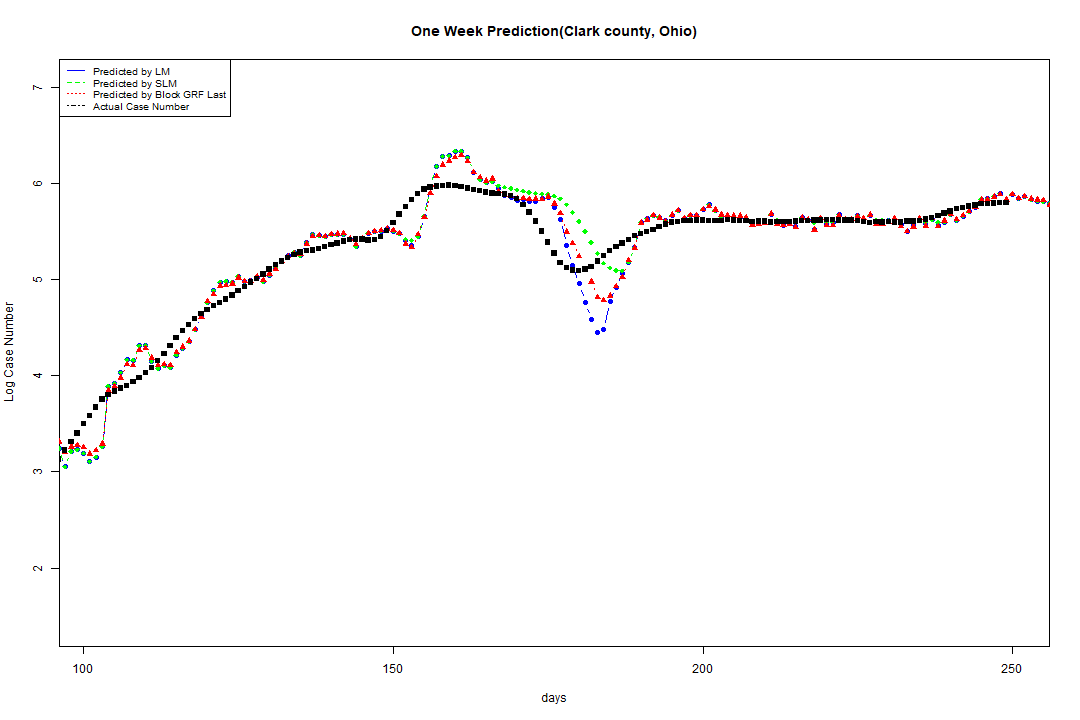 One Week Prediction(Clark county, Ohio)
Predicted by LM
Predicted by SLM
Predicted by Block GRF Last
Actual Case Number
7
6
5
4
3
2
Log Case Number
100 150 200 250
days